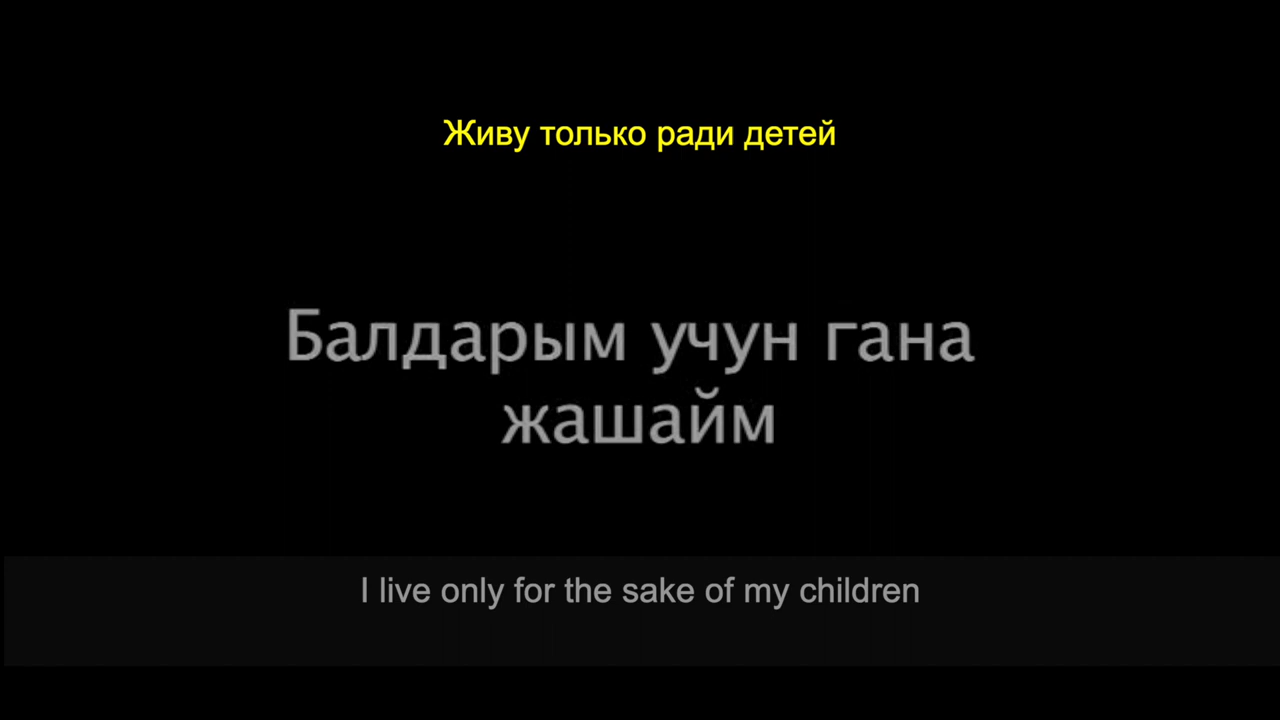 Живу только ради детей
Балдарым учун гана
жашайм
I live only for the sake of my children